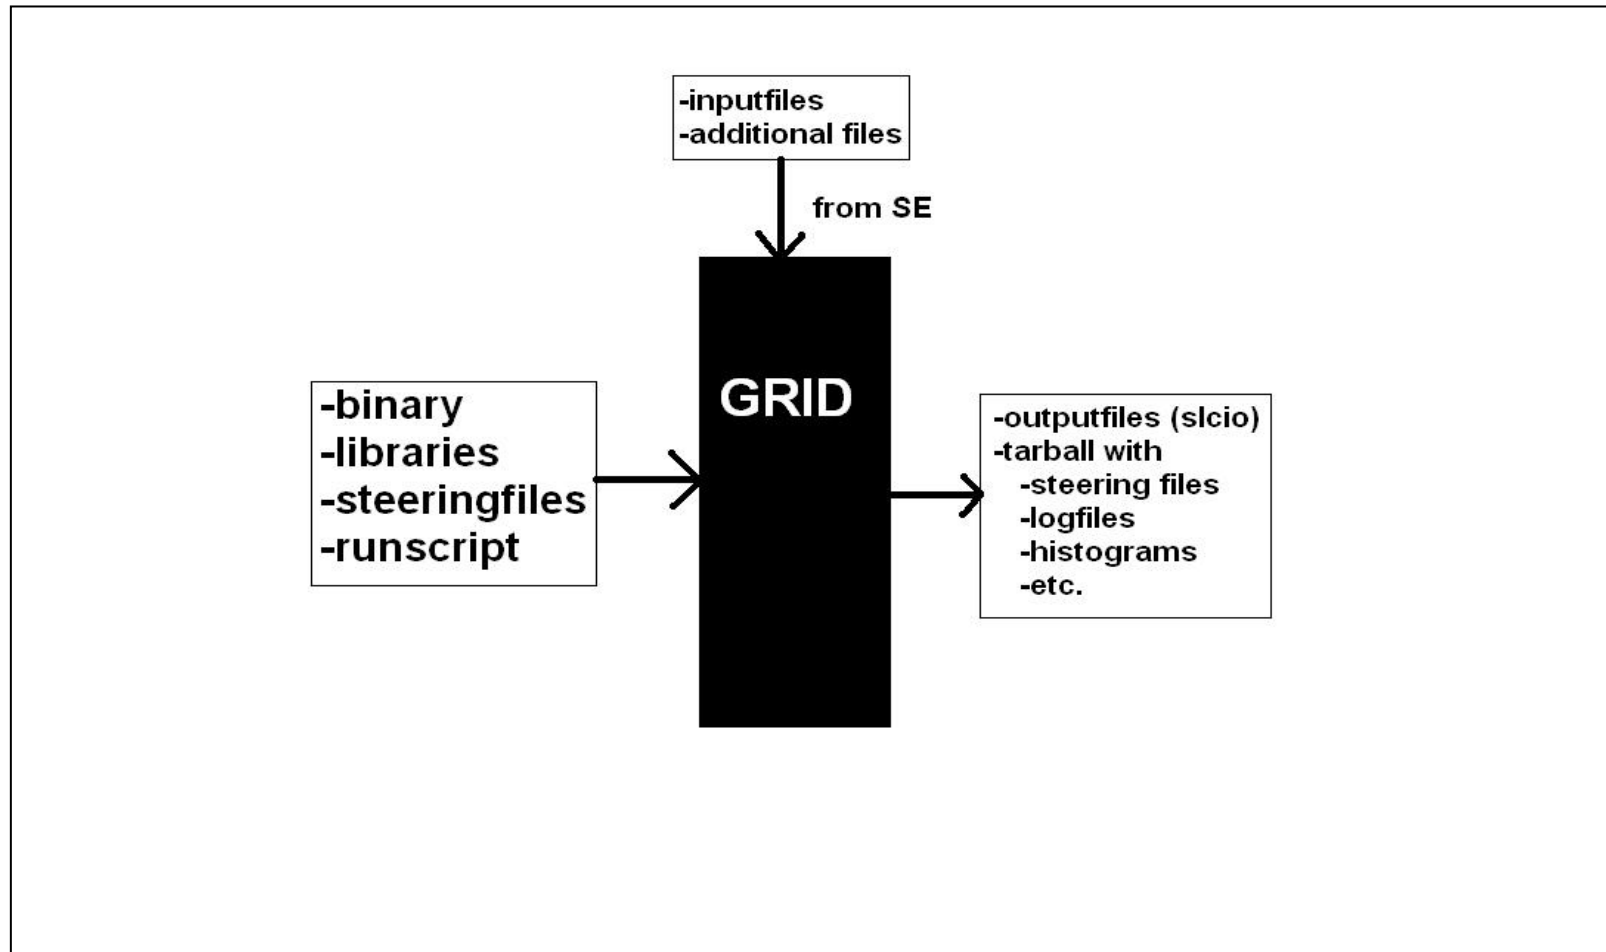 -inputfiles
-additional files
from SE
GRID
-binary
-libraries
-steeringfiles
-runscript
-outputfiles (slcio)
-tarball with
-steering files
-logfiles
-histograms
-etc.